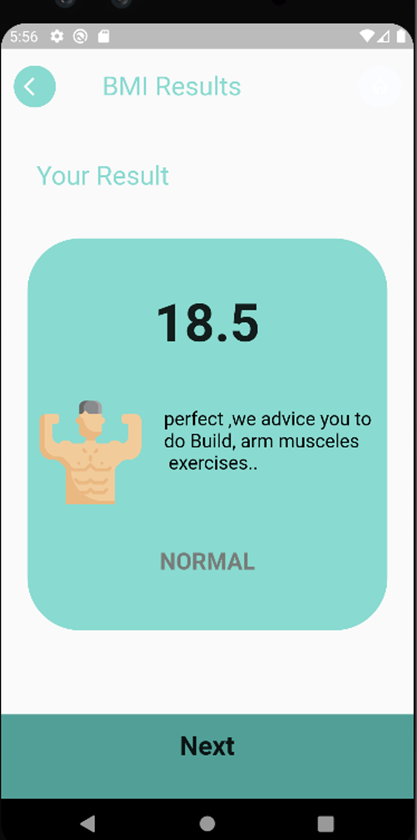 5:56
BMI Results
Your Result
18.5
perfect ,we advice you to
do Build, arm musceles
exercises..
NORMAL
Next